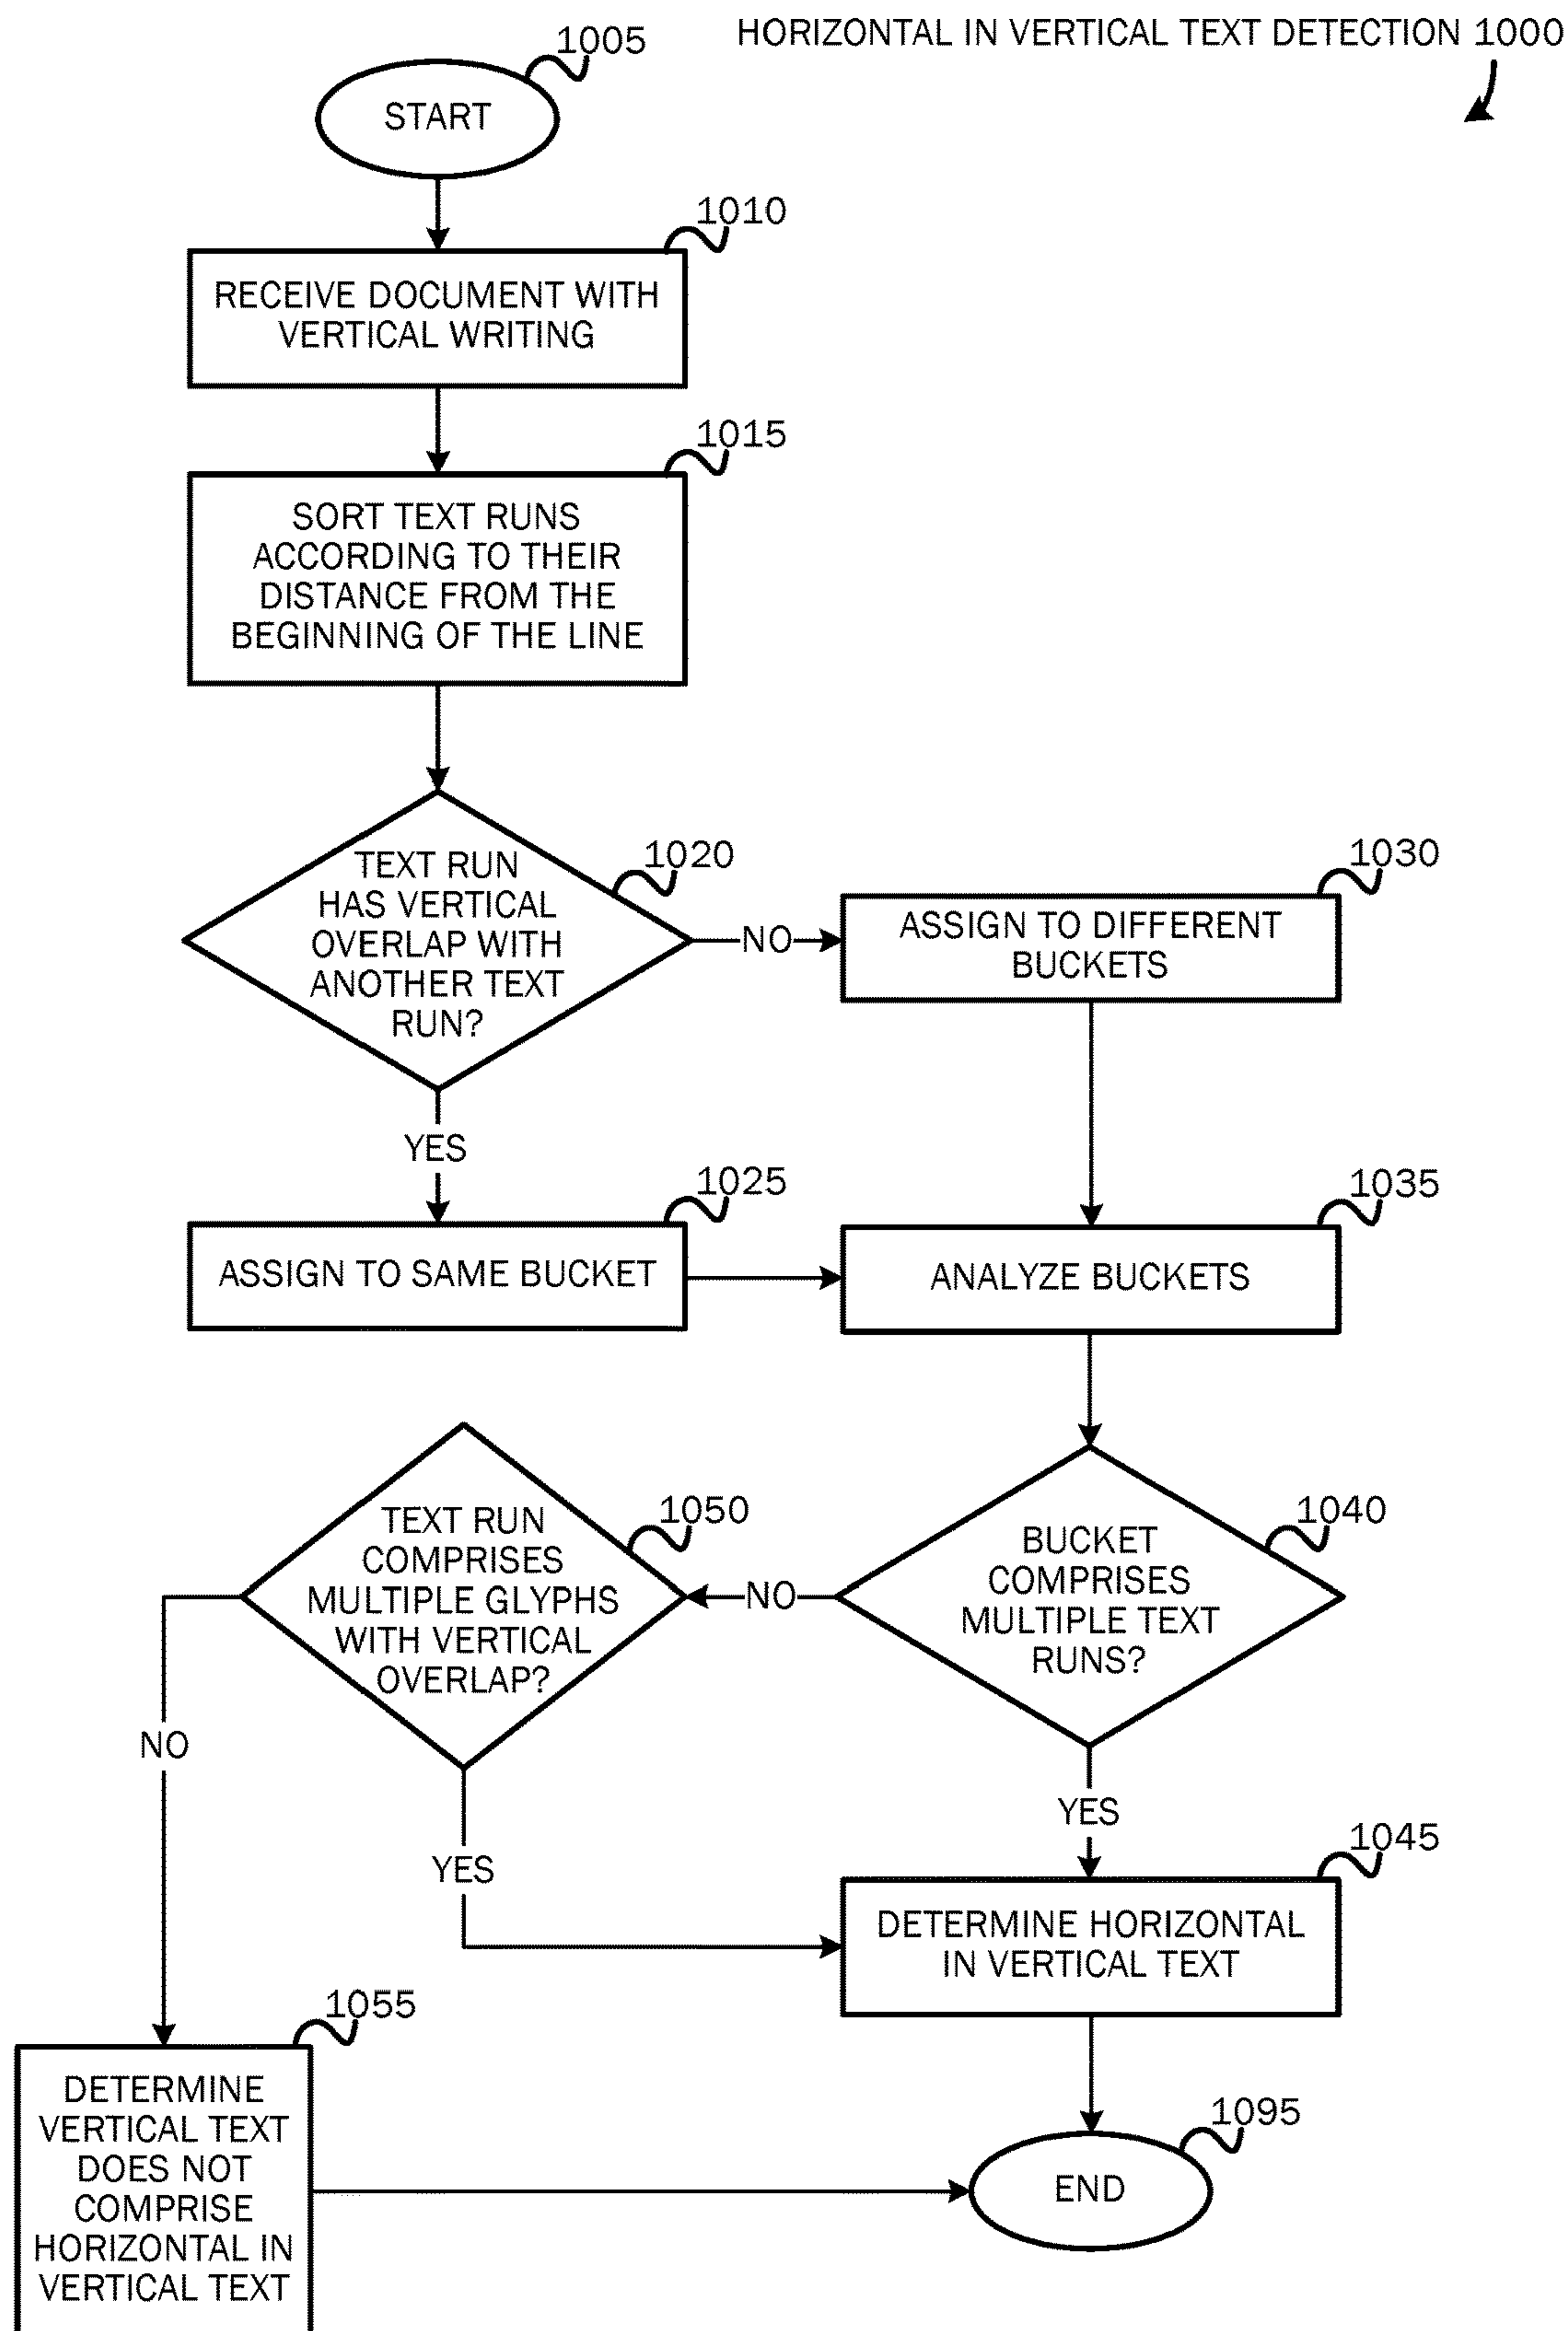 HORIZONTAL IN VERTICAL TEXT DETECTION 1000
1005
START
1010
RECEIVE DOCUMENT WITH
VERTICAL WRITING
1015
SORT TEXT RUNS
ACCORDING TO THEIR
DISTANCE FROM THE
BEGINNING OF THE LINE
1020
TEXT RUN
HAS VERTICAL
OVERLAP WITH
ANOTHER TEXT
RUN?
NO
1030
ASSIGN TO DIFFERENT
BUCKETS
YES
1025
ASSIGN TO SAME BUCKET
1035
ANALYZE BUCKETS
1040
BUCKET
COMPRISES
MULTIPLE TEXT
RUNS?
NO
1050
TEXT RUN
COMPRISES
MULTIPLE GLYPHS
WITH VERTICAL
OVERLAP?
NO
YES
YES
1045
DETERMINE HORIZONTAL
IN VERTICAL TEXT
1055
DETERMINE
VERTICAL TEXT
DOES NOT
COMPRISE
HORIZONTAL IN
VERTICAL TEXT
1095
END